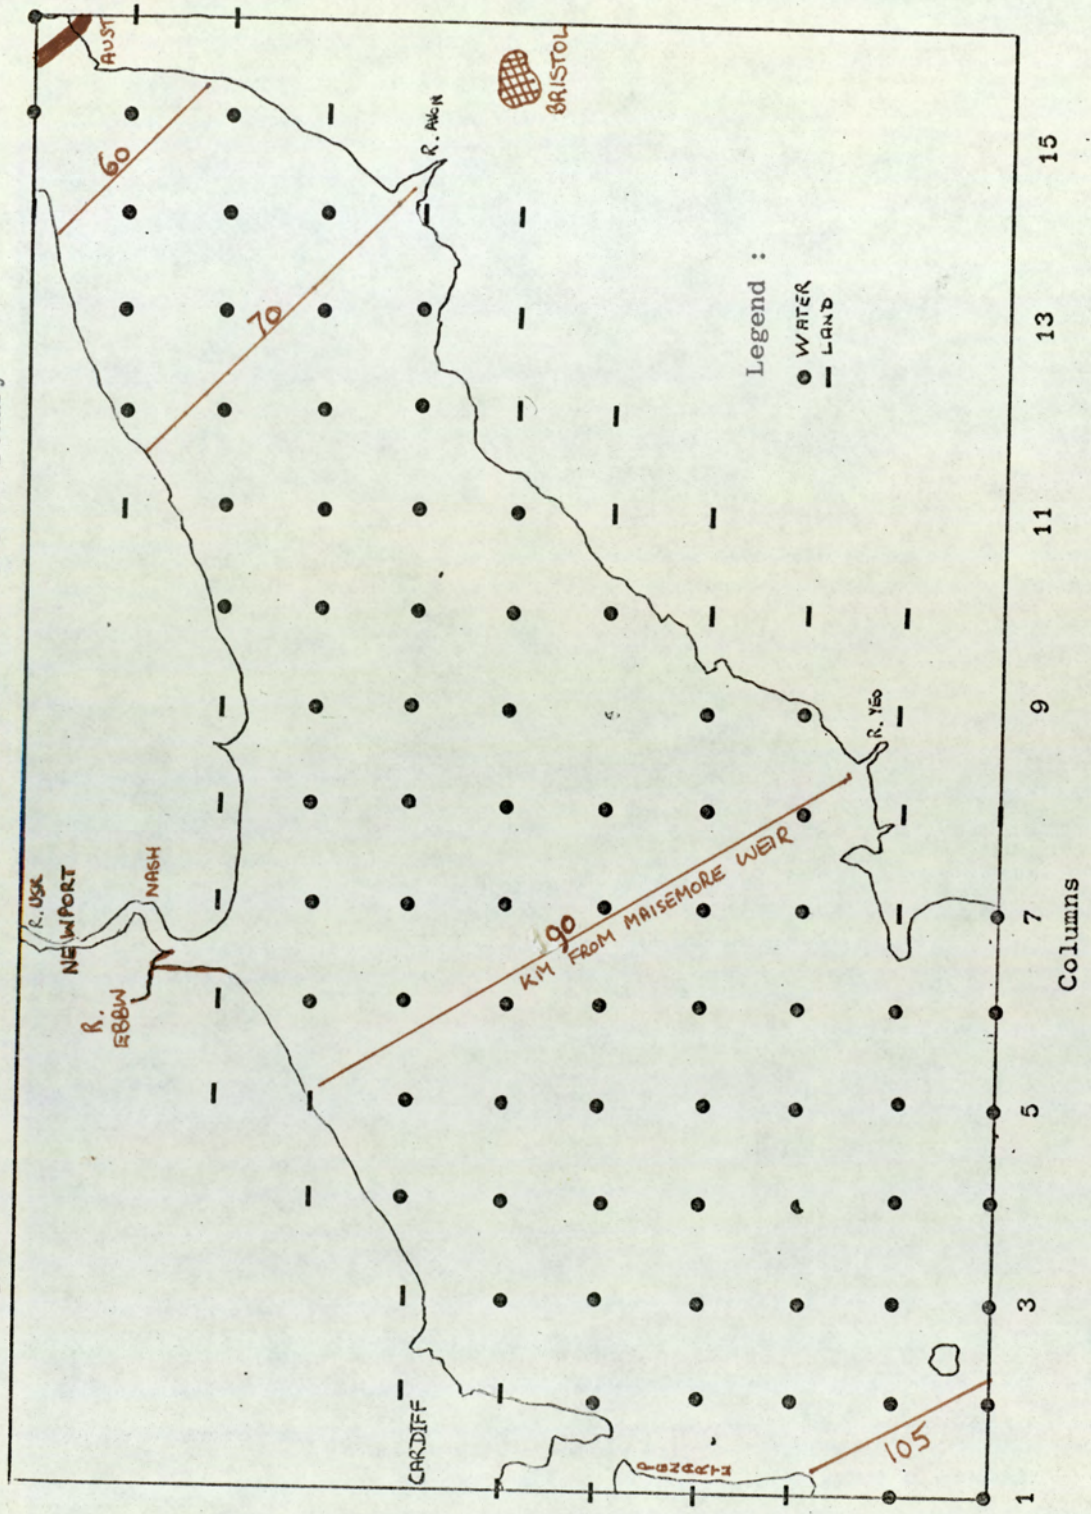 R. USK
NEWPORT
NASH
R.
EBBW
AUST
60
70
BRISTOL
R. AVON
Legend :
WATER
LAND
90
KM FROM MAISEMORE WEIR
R. YEO
CARDIFF
PENARTH
105
1
3
5
7
9
11
13
15
Columns